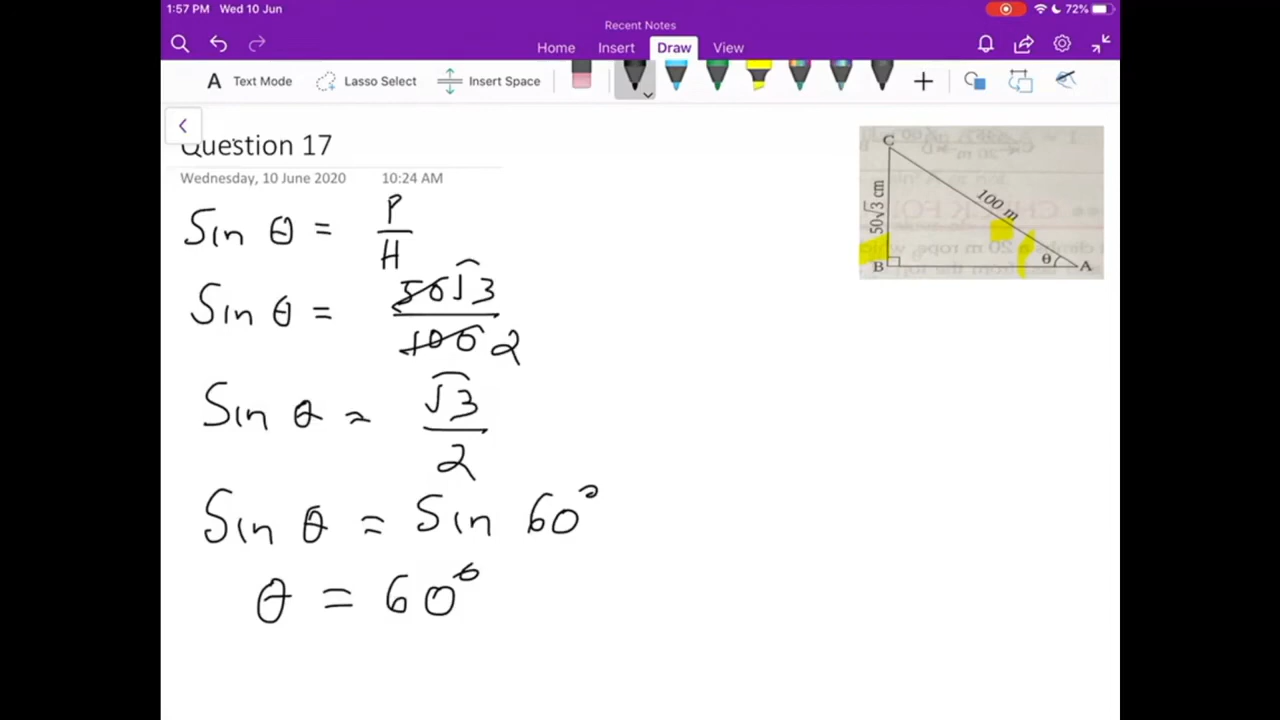 1:57 PM Wed 10 Jun
72%
Recent Notes
Home Insert Draw View
A Text Mode Lasso Select Insert Space
Question 17
Wednesday, 10 June 2020 10:24 AM
Sin θ = P/H
Sin θ = 50√3/100 2
Sin θ = √3/2
Sin θ = Sin 60°
θ = 60°
C
50√3 cm
100 m
B
θ
A